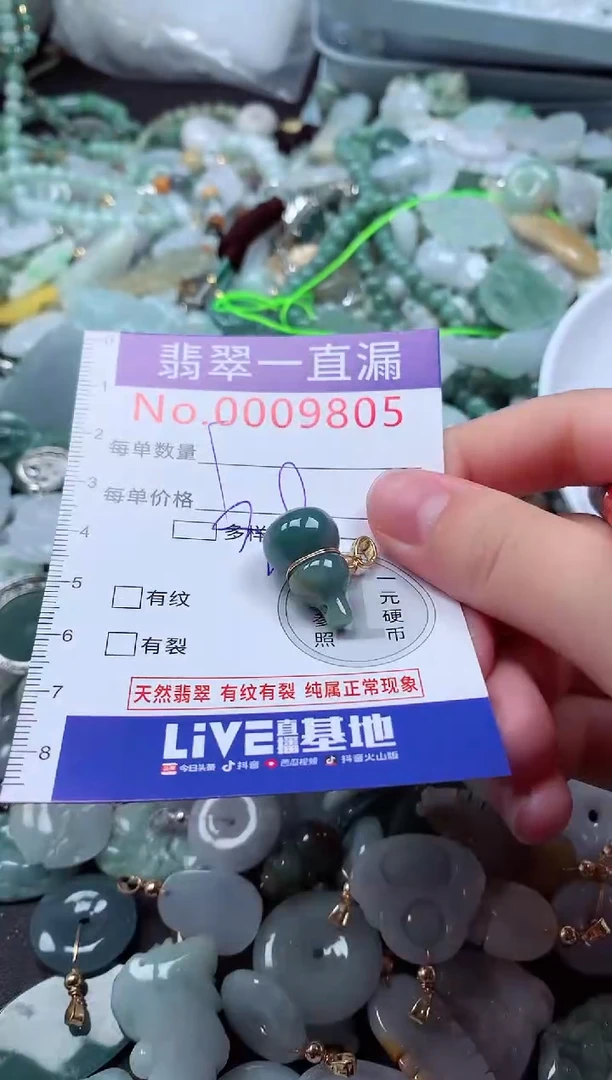 翡翠一直漏
No.0009805
每单数量
每单价格
多样
一元硬币
参照
有纹
有裂
天然翡翠 有纹有裂 纯属正常现象
LiVE直播基地
今日头条 抖音 西瓜视频 抖音火山版
0
1
2
3
4
5
6
7
8